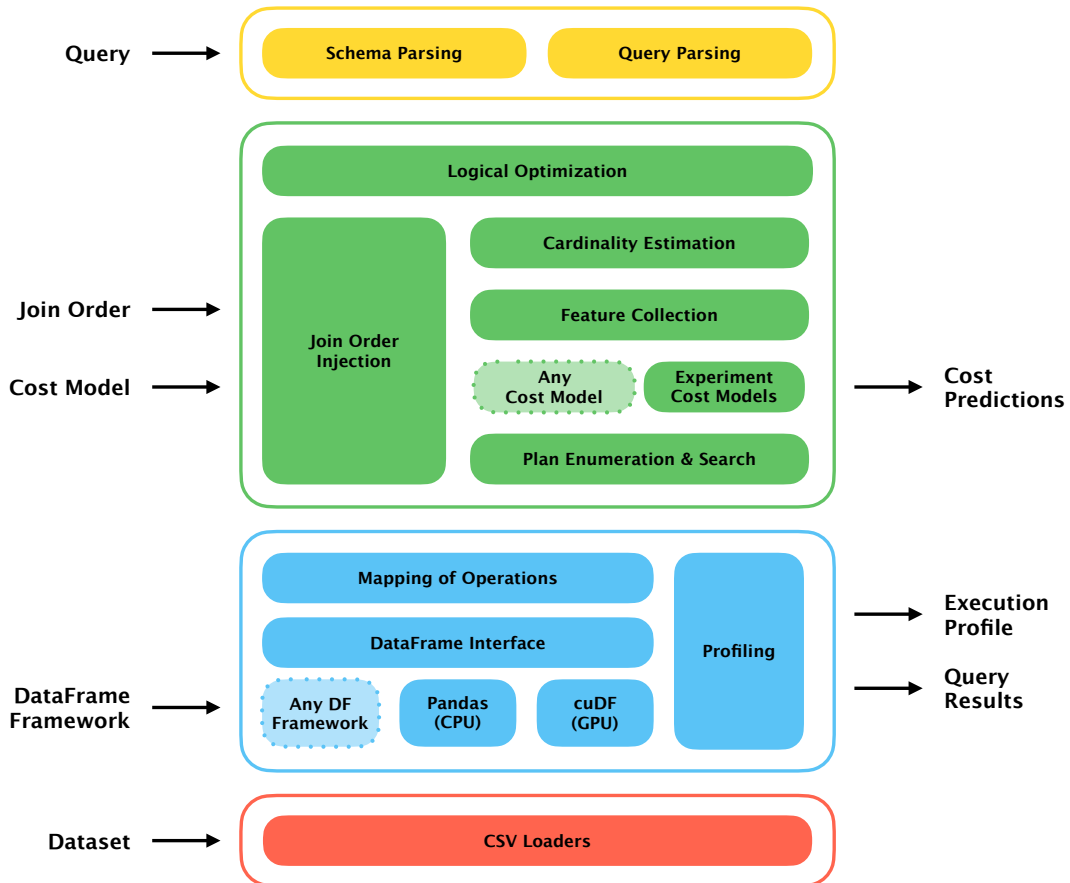 Query
Schema Parsing
Query Parsing
Logical Optimization
Join Order
Cost Model
Join Order
Injection
Cardinality Estimation
Feature Collection
Any
Cost Model
Experiment
Cost Models
Plan Enumeration & Search
Cost
Predictions
DataFrame
Framework
Mapping of Operations
DataFrame Interface
Any DF
Framework
Pandas
(CPU)
cuDF
(GPU)
Profiling
Execution
Profile
Query
Results
Dataset
CSV Loaders